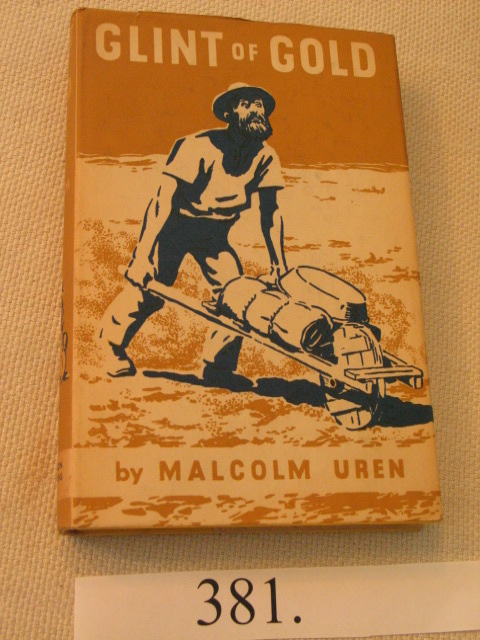 GLINT OF GOLD
by MALCOLM UREN
381.